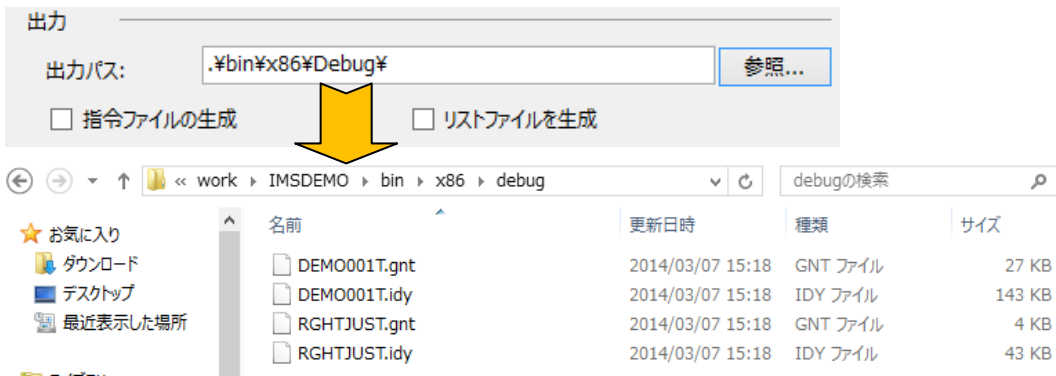 出力
出力パス: .¥bin¥x86¥Debug¥ 参照...
指令ファイルの生成 リストファイルを生成
« work ▸ IMSDEMO ▸ bin ▸ x86 ▸ debug debugの検索
お気に入り 名前 更新日時 種類 サイズ
ダウンロード DEMO001T.gnt 2014/03/07 15:18 GNT ファイル 27 KB
デスクトップ DEMO001T.idy 2014/03/07 15:18 IDY ファイル 143 KB
最近表示した場所 RGHTJUST.gnt 2014/03/07 15:18 GNT ファイル 4 KB
RGHTJUST.idy 2014/03/07 15:18 IDY ファイル 43 KB